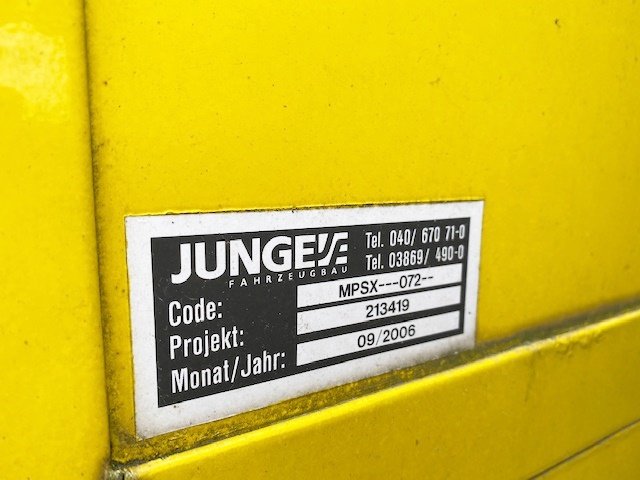 JUNGE
FAHRZEUGBAU
Tel. 040/ 670 71-0
Tel. 03869/ 490-0
Code: MPSX---072--
Projekt: 213419
Monat/Jahr: 09/2006